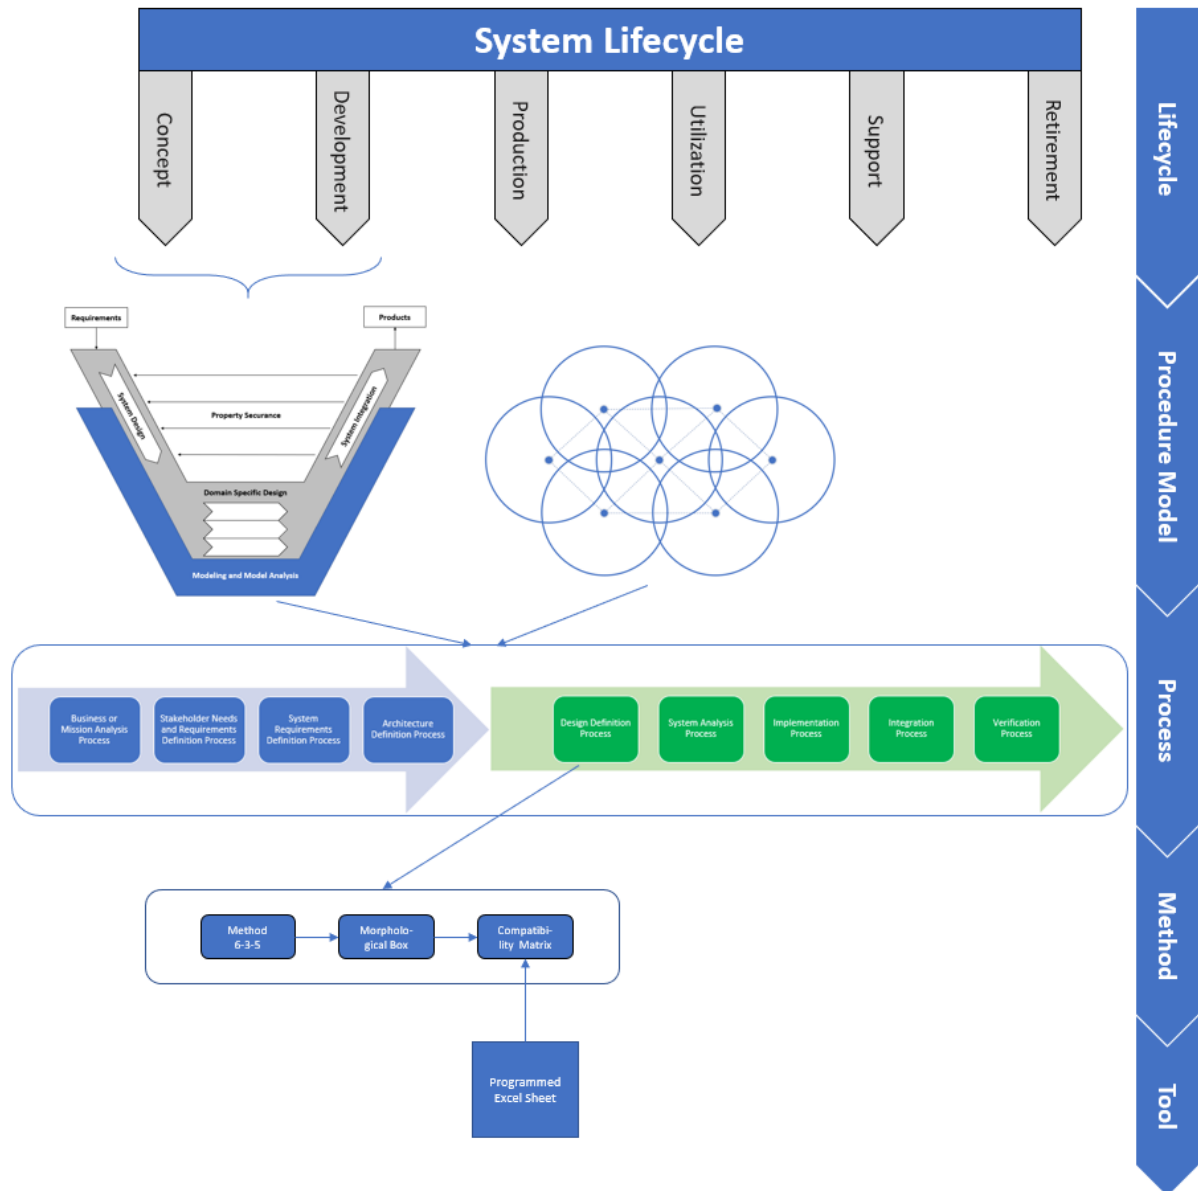 System Lifecycle
Concept
Development
Production
Utilization
Support
Retirement
Lifecycle
Requirements
Products
System Design
System Integration
Property Securance
Domain Specific Design
Modeling and Model Analysis
Procedure Model
Business or
Mission Analysis
Process
Stakeholder Needs
and Requirements
Definition Process
System
Requirements
Definition Process
Architecture
Definition Process
Design Definition
Process
System Analysis
Process
Implementation
Process
Integration
Process
Verification
Process
Process
Method
6-3-5
Morpholo-
gical Box
Compatibi-
lity Matrix
Method
Programmed
Excel Sheet
Tool